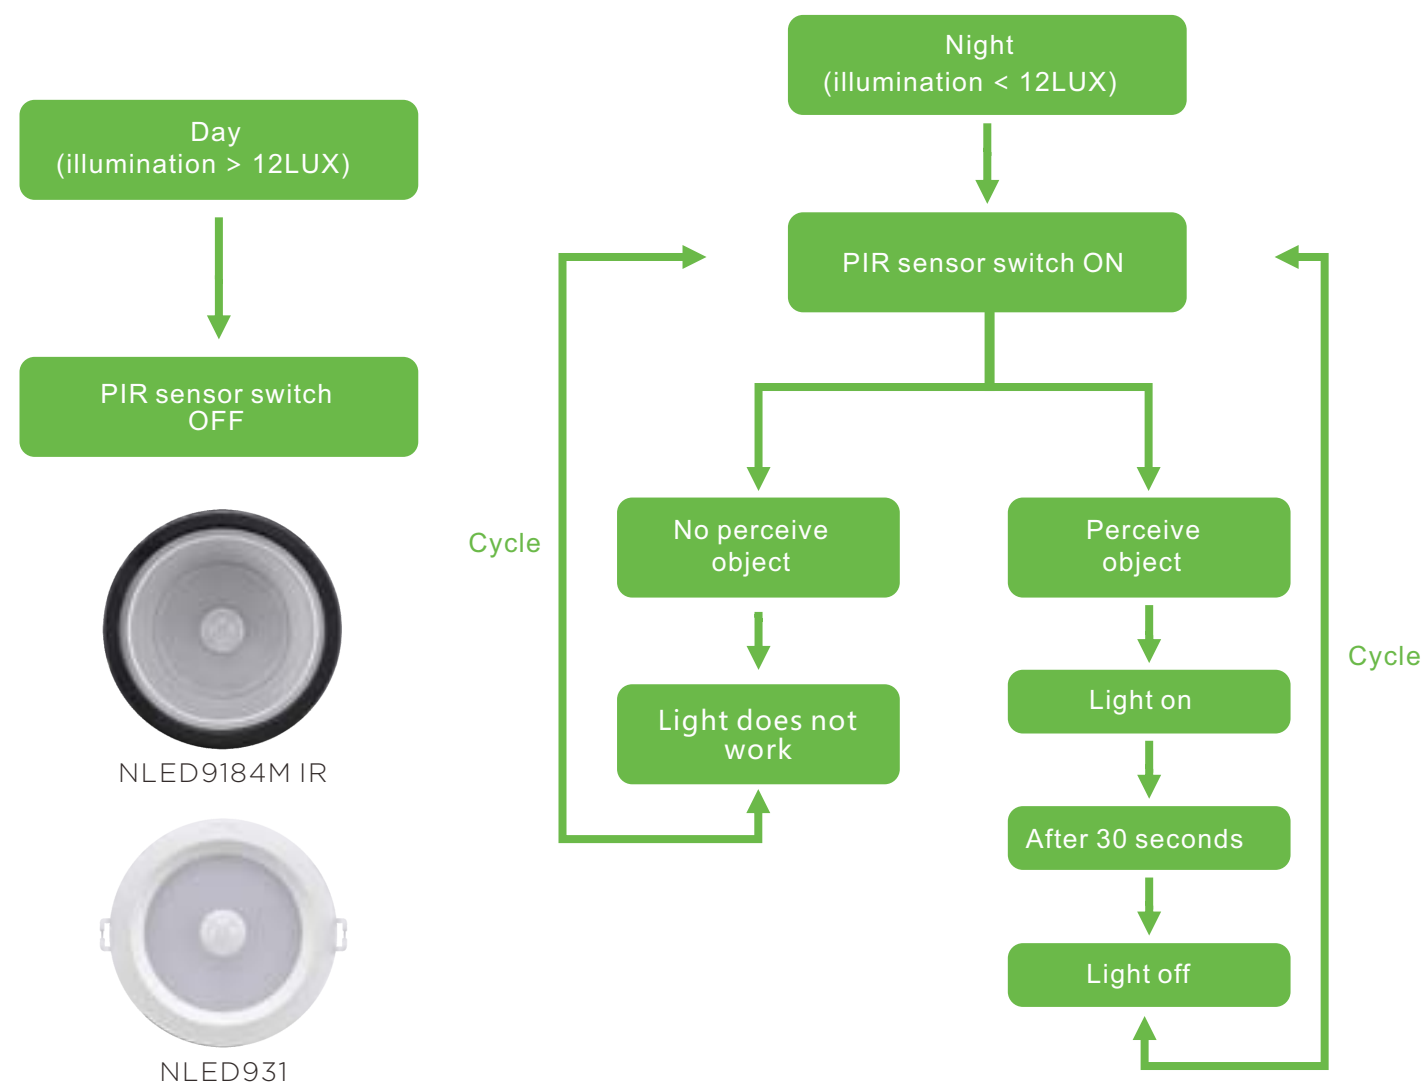 Day
(illumination > 12LUX)
PIR sensor switch
OFF
NLED9184M IR
NLED931
Night
(illumination < 12LUX)
PIR sensor switch ON
Cycle
No perceive
object
Light does not
work
Perceive
object
Light on
After 30 seconds
Light off
Cycle